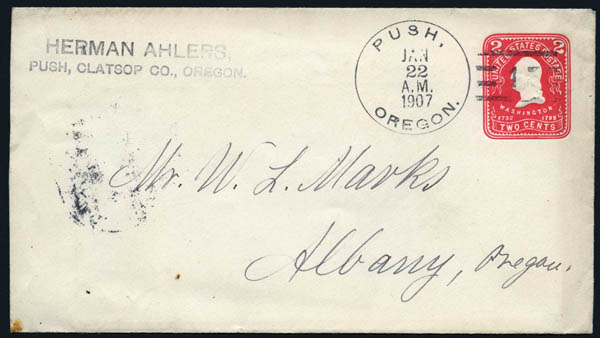 HERMAN AHLERS,
PUSH, CLATSOP CO., OREGON.
PUSH,
JAN
22
A.M.
1907
OREGON.
2 UNITED STATES POSTAGE 2
WASHINGTON
1732 1799
TWO CENTS
1
Mr. W. L. Marks
Albany, Oregon.